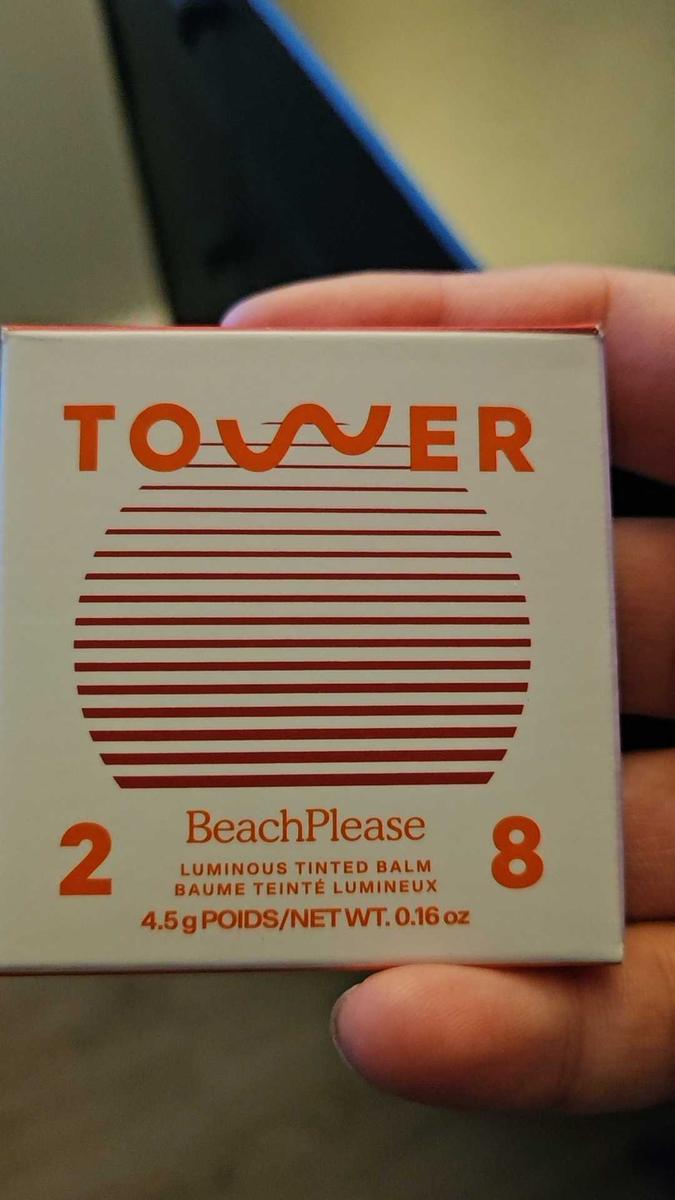 TOWER
BeachPlease
2 8
LUMINOUS TINTED BALM
BAUME TEINTÉ LUMINEUX
4.5 g POIDS/NET WT. 0.16 oz